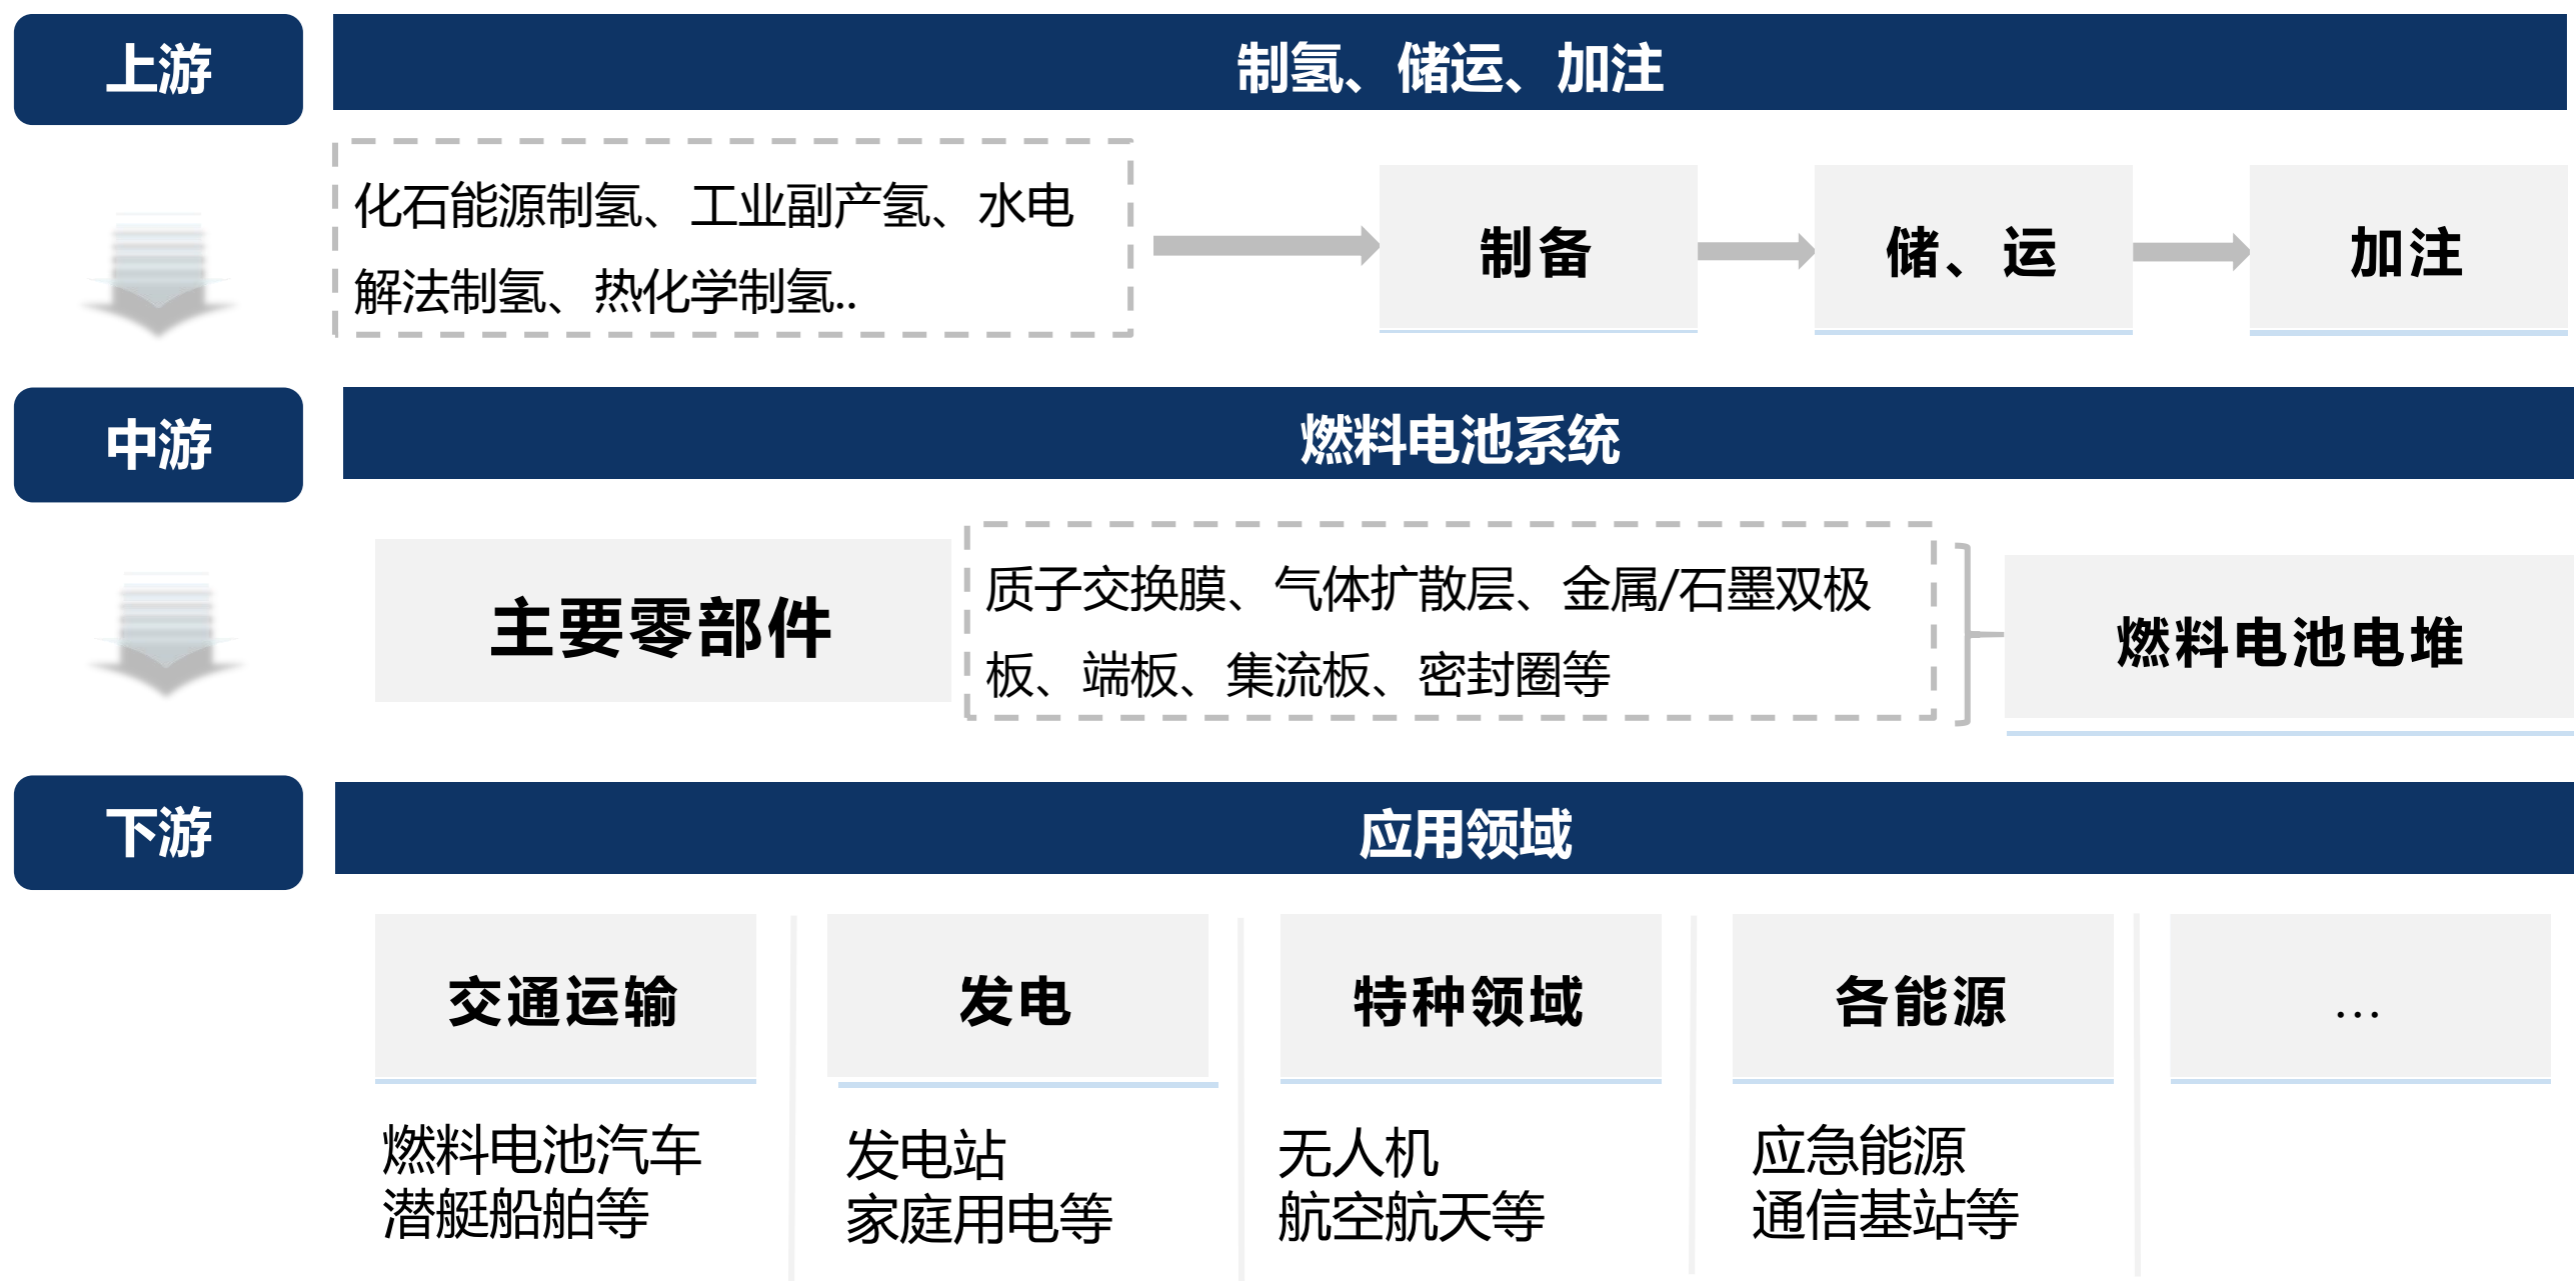 上游
制氢、储运、加注
化石能源制氢、工业副产氢、水电
解法制氢、热化学制氢..
制备
储、运
加注
中游
燃料电池系统
主要零部件
质子交换膜、气体扩散层、金属/石墨双极
板、端板、集流板、密封圈等
燃料电池电堆
下游
应用领域
交通运输
发电
特种领域
各能源
…
燃料电池汽车
潜艇船舶等
发电站
家庭用电等
无人机
航空航天等
应急能源
通信基站等